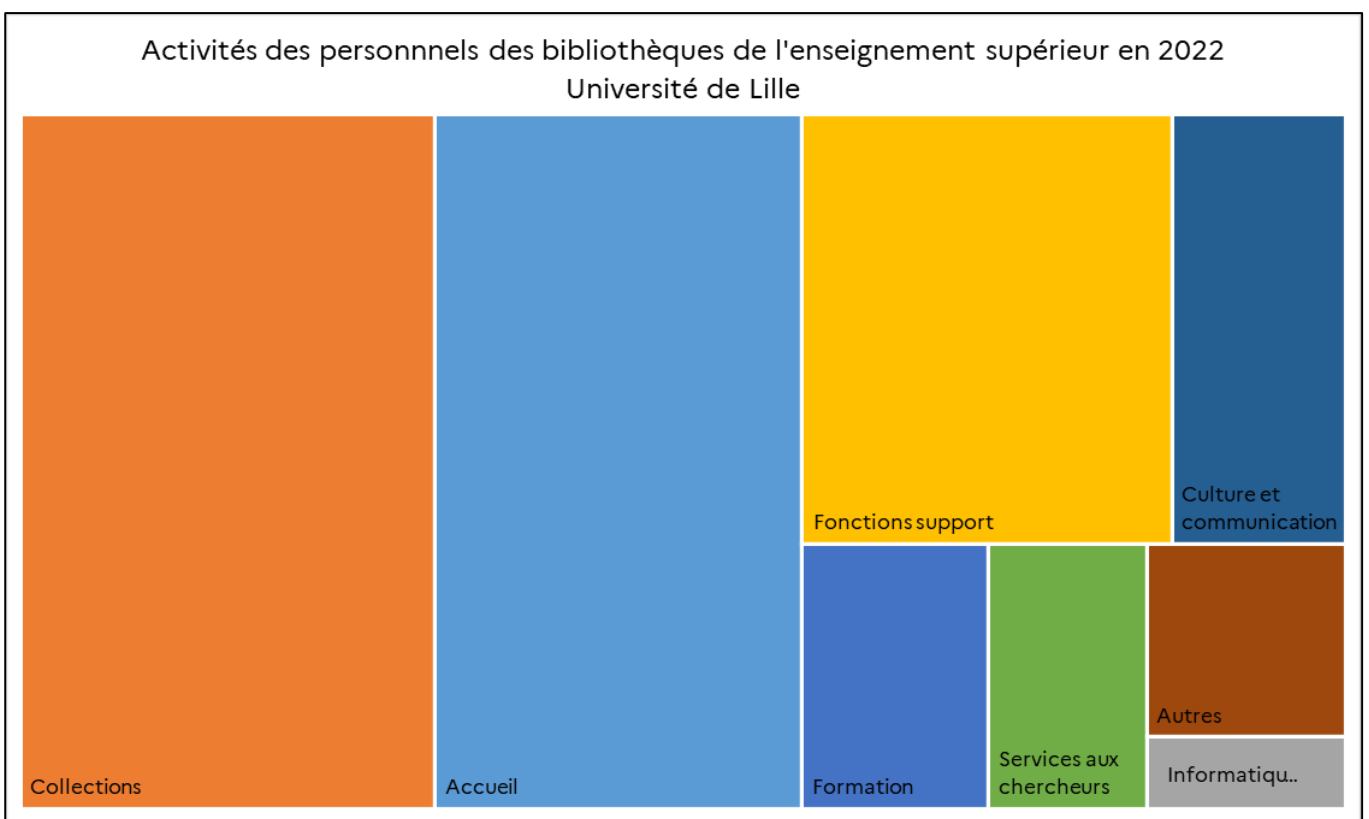 Activités des personnnels des bibliothèques de l'enseignement supérieur en 2022
Université de Lille
Collections
Accueil
Fonctions support
Culture et
communication
Formation
Services aux
chercheurs
Autres
Informatiqu..